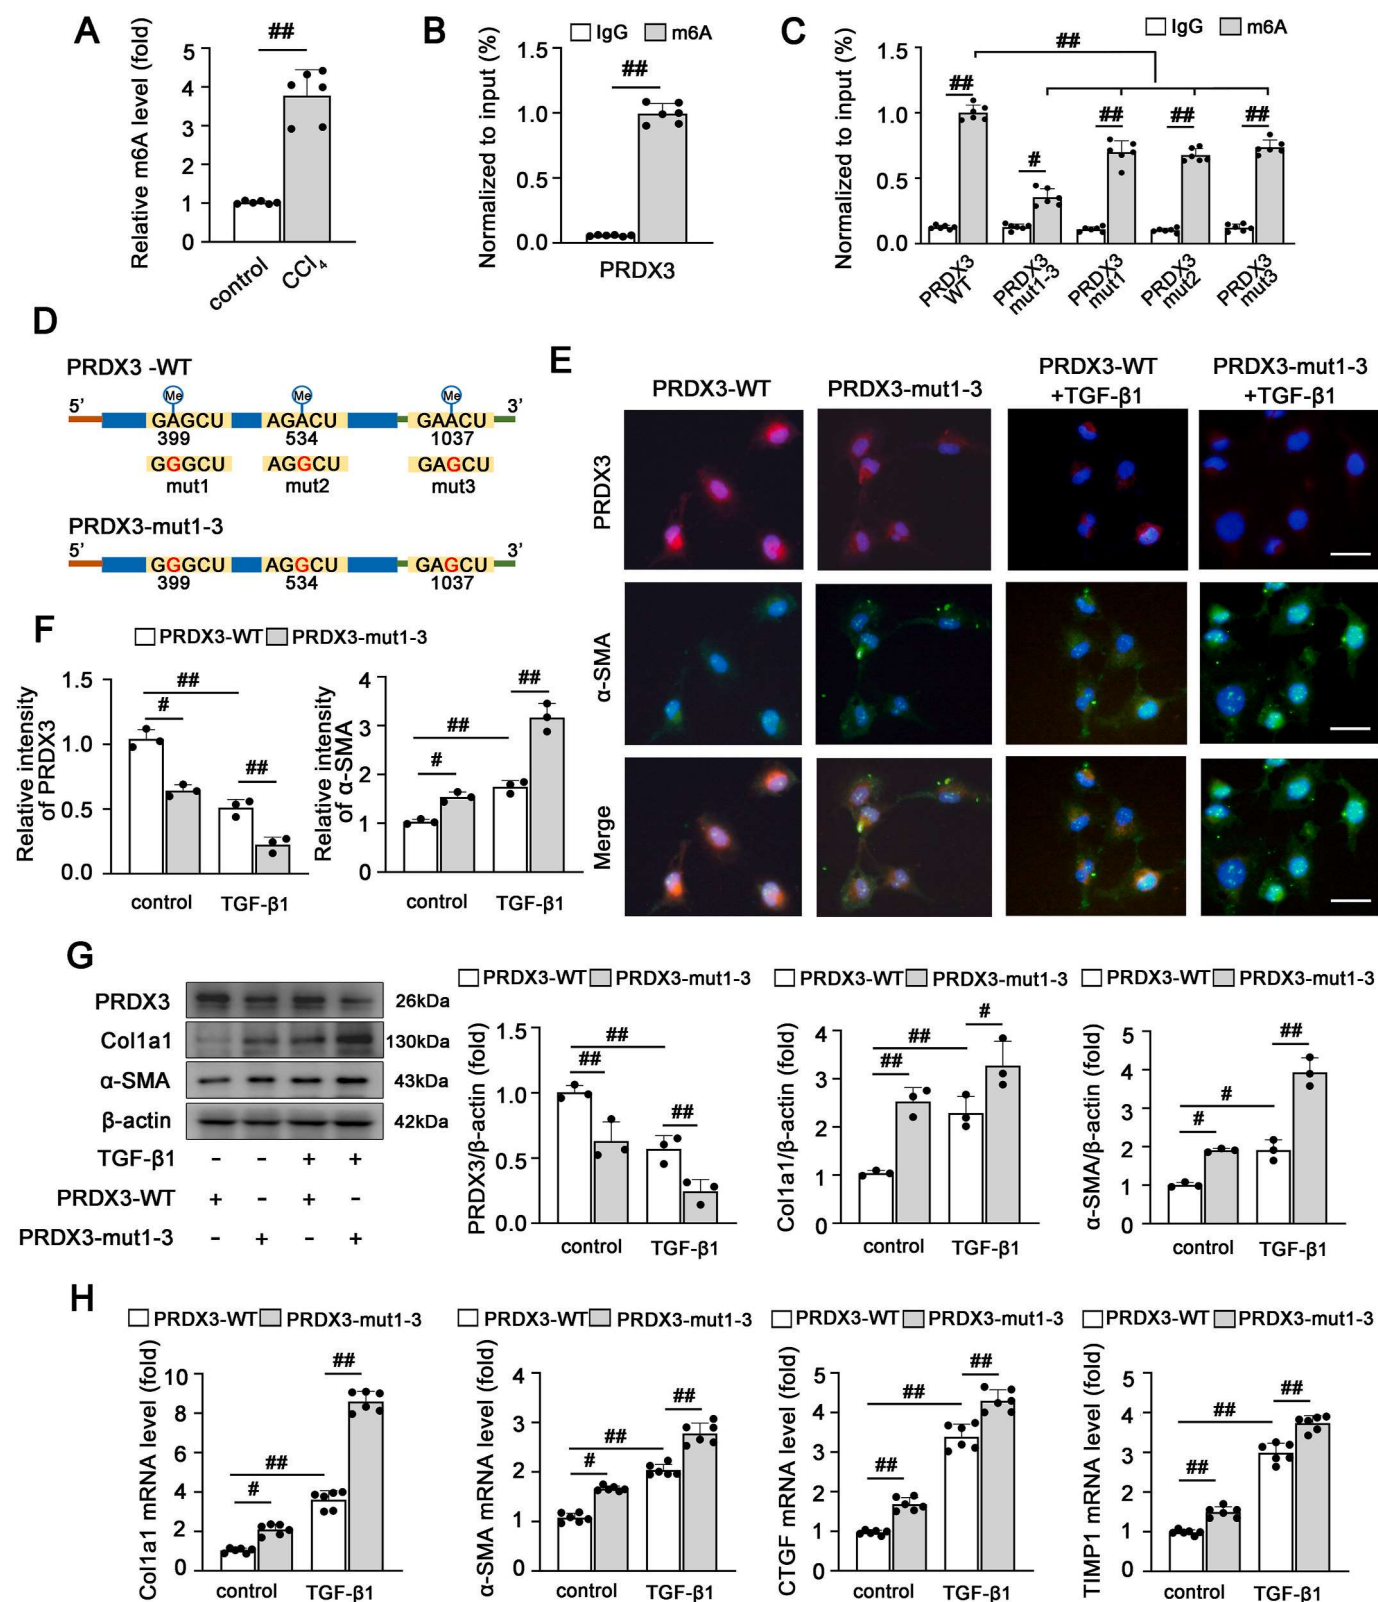 A
Relative m6A level (fold)
##
5
4
3
2
1
0
control
CCl4
B
IgG m6A
Normalized to input (%)
##
1.5
1.0
0.5
0.0
PRDX3
C
IgG m6A
Normalized to input (%)
##
## # ## ## ##
1.5
1.0
0.5
0.0
PRDX3 WT
PRDX3 mut1-3
PRDX3 mut1
PRDX3 mut2
PRDX3 mut3
D
PRDX3 -WT
Me Me Me
5’ GAGCU AGACU GAACU 3’
399 534 1037
GGGCU AGGCU GAGCU
mut1 mut2 mut3
PRDX3-mut1-3
5’ GGGCU AGGCU GAGCU 3’
399 534 1037
E
PRDX3-WT PRDX3-mut1-3 PRDX3-WT +TGF-β1 PRDX3-mut1-3 +TGF-β1
PRDX3
α-SMA
Merge
F
PRDX3-WT PRDX3-mut1-3
Relative intensity of PRDX3
1.5
1.0
0.5
0.0
##
#
##
control TGF-β1
Relative intensity of α-SMA
4
3
2
1
0
##
##
#
control TGF-β1
G
PRDX3 26kDa
Col1a1 130kDa
α-SMA 43kDa
β-actin 42kDa
TGF-β1 - - + +
PRDX3-WT + - + -
PRDX3-mut1-3 - + - +
PRDX3-WT PRDX3-mut1-3
PRDX3/β-actin (fold)
1.5
1.0
0.5
0.0
##
##
##
control TGF-β1
PRDX3-WT PRDX3-mut1-3
Col1a1/β-actin (fold)
4
3
2
1
0
#
##
##
control TGF-β1
PRDX3-WT PRDX3-mut1-3
α-SMA/β-actin (fold)
5
4
3
2
1
0
##
#
#
control TGF-β1
H
PRDX3-WT PRDX3-mut1-3
Col1a1 mRNA level (fold)
10
8
6
4
2
0
##
##
#
control TGF-β1
PRDX3-WT PRDX3-mut1-3
α-SMA mRNA level (fold)
4
3
2
1
0
##
##
#
control TGF-β1
PRDX3-WT PRDX3-mut1-3
CTGF mRNA level (fold)
5
4
3
2
1
0
##
##
##
control TGF-β1
PRDX3-WT PRDX3-mut1-3
TIMP1 mRNA level (fold)
5
4
3
2
1
0
##
##
##
control TGF-β1